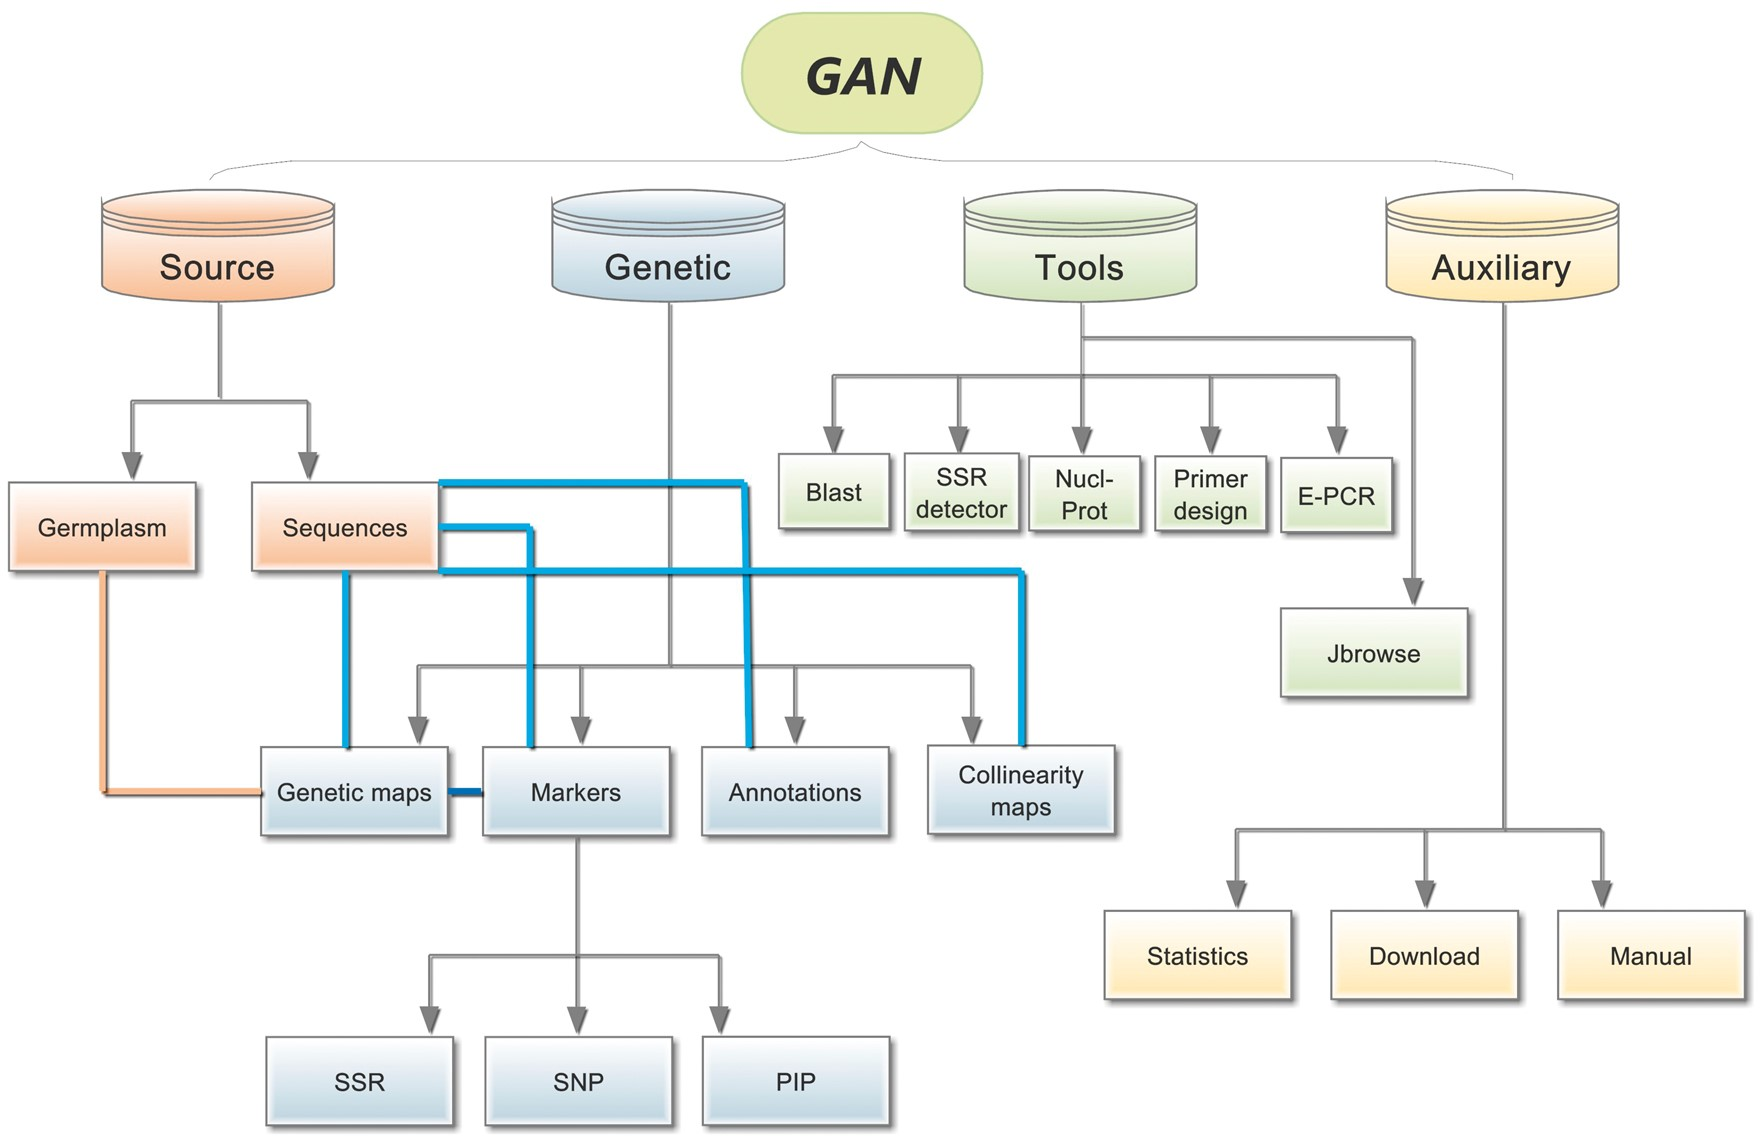 GAN
Source
Genetic
Tools
Auxiliary
Germplasm
Sequences
Blast
SSR
detector
Nucl-
Prot
Primer
design
E-PCR
Jbrowse
Genetic maps
Markers
Annotations
Collinearity
maps
Statistics
Download
Manual
SSR
SNP
PIP